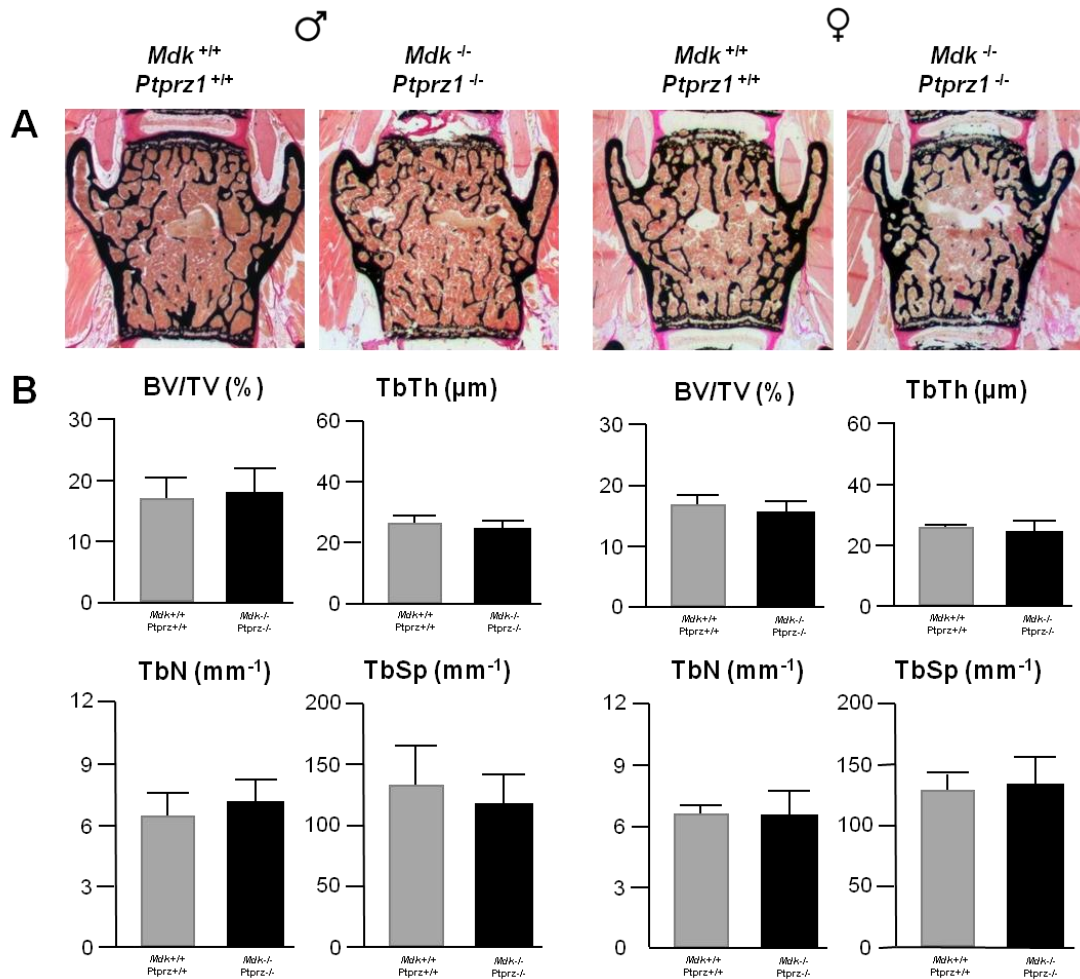 ♂ ♀
Mdk +/+ Mdk -/- Mdk +/+ Mdk -/-
Ptprz1 +/+ Ptprz1 -/- Ptprz1 +/+ Ptprz1 -/-
A
B
BV/TV (%) TbTh (μm) BV/TV (%) TbTh (μm)
30 60 30 60
20 40 20 40
10 20 10 20
0 0 0 0
Mdk+/+ Mdk-/- Mdk+/+ Mdk-/- Mdk+/+ Mdk-/- Mdk+/+ Mdk-/-
Ptprz+/+ Ptprz-/- Ptprz+/+ Ptprz-/- Ptprz+/+ Ptprz-/- Ptprz+/+ Ptprz-/-
TbN (mm-1) TbSp (mm-1) TbN (mm-1) TbSp (mm-1)
12 200 12 200
9 150 9 150
6 100 6 100
3 50 3 50
0 0 0 0
Mdk+/+ Mdk-/- Mdk+/+ Mdk-/- Mdk+/+ Mdk-/- Mdk+/+ Mdk-/-
Ptprz+/+ Ptprz-/- Ptprz+/+ Ptprz-/- Ptprz+/+ Ptprz-/- Ptprz+/+ Ptprz-/-